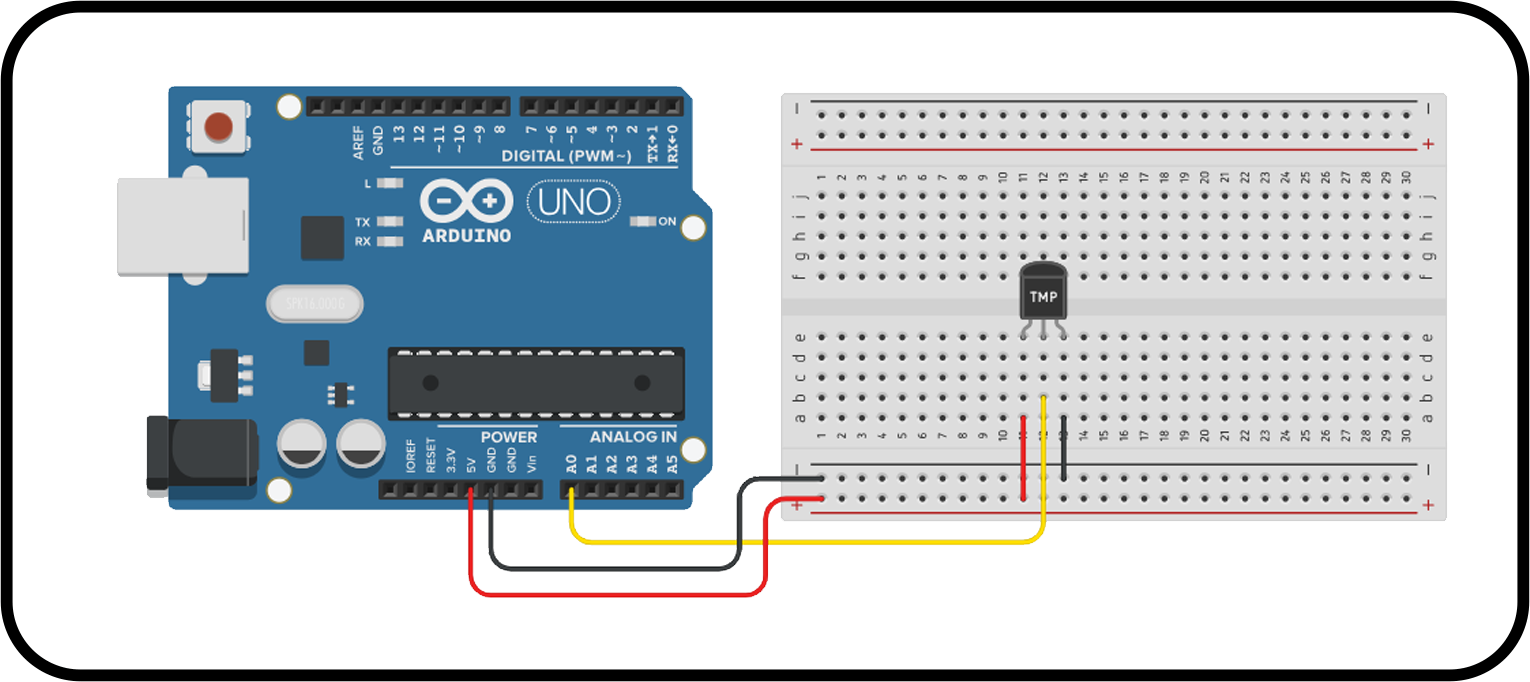 AREF GND 13 12 ~11 ~10 ~9 8 7 ~6 ~5 4 ~3 2 TX→1 RX←0
DIGITAL (PWM~)
L
TX
RX
UNO
ON
ARDUINO
SPK16.000G
IOREF RESET 3.3V 5V GND GND Vin
POWER
A0 A1 A2 A3 A4 A5
ANALOG IN
− −
+ +
1 2 3 4 5 6 7 8 9 10 11 12 13 14 15 16 17 18 19 20 21 22 23 24 25 26 27 28 29 30
j j
i i
h h
g g
f f
TMP
e e
d d
c c
b b
a a
1 2 3 4 5 6 7 8 9 10 11 12 13 14 15 16 17 18 19 20 21 22 23 24 25 26 27 28 29 30
− −
+ +